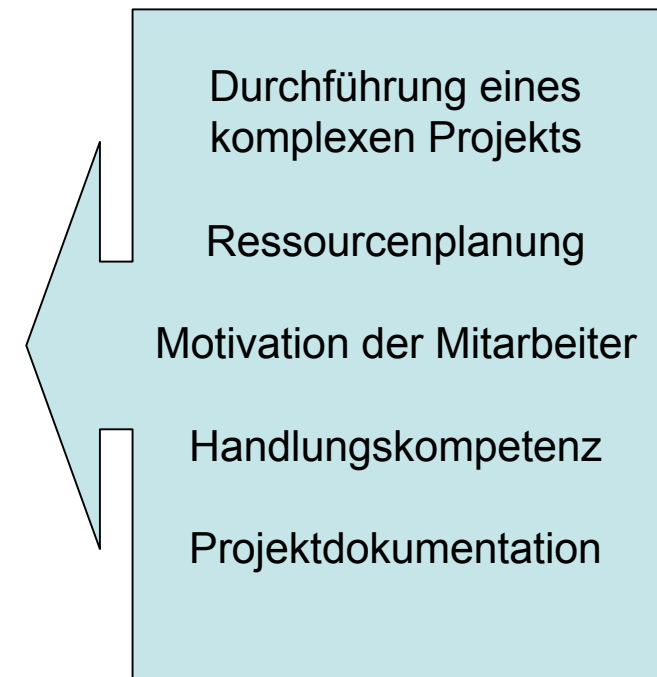 Durchführung eines
komplexen Projekts
Ressourcenplanung
Motivation der Mitarbeiter
Handlungskompetenz
Projektdokumentation